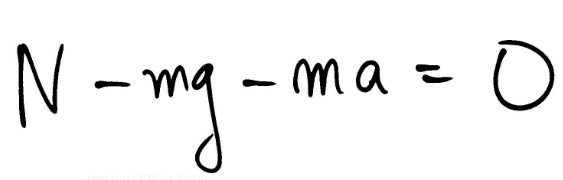 N - mg - ma = 0